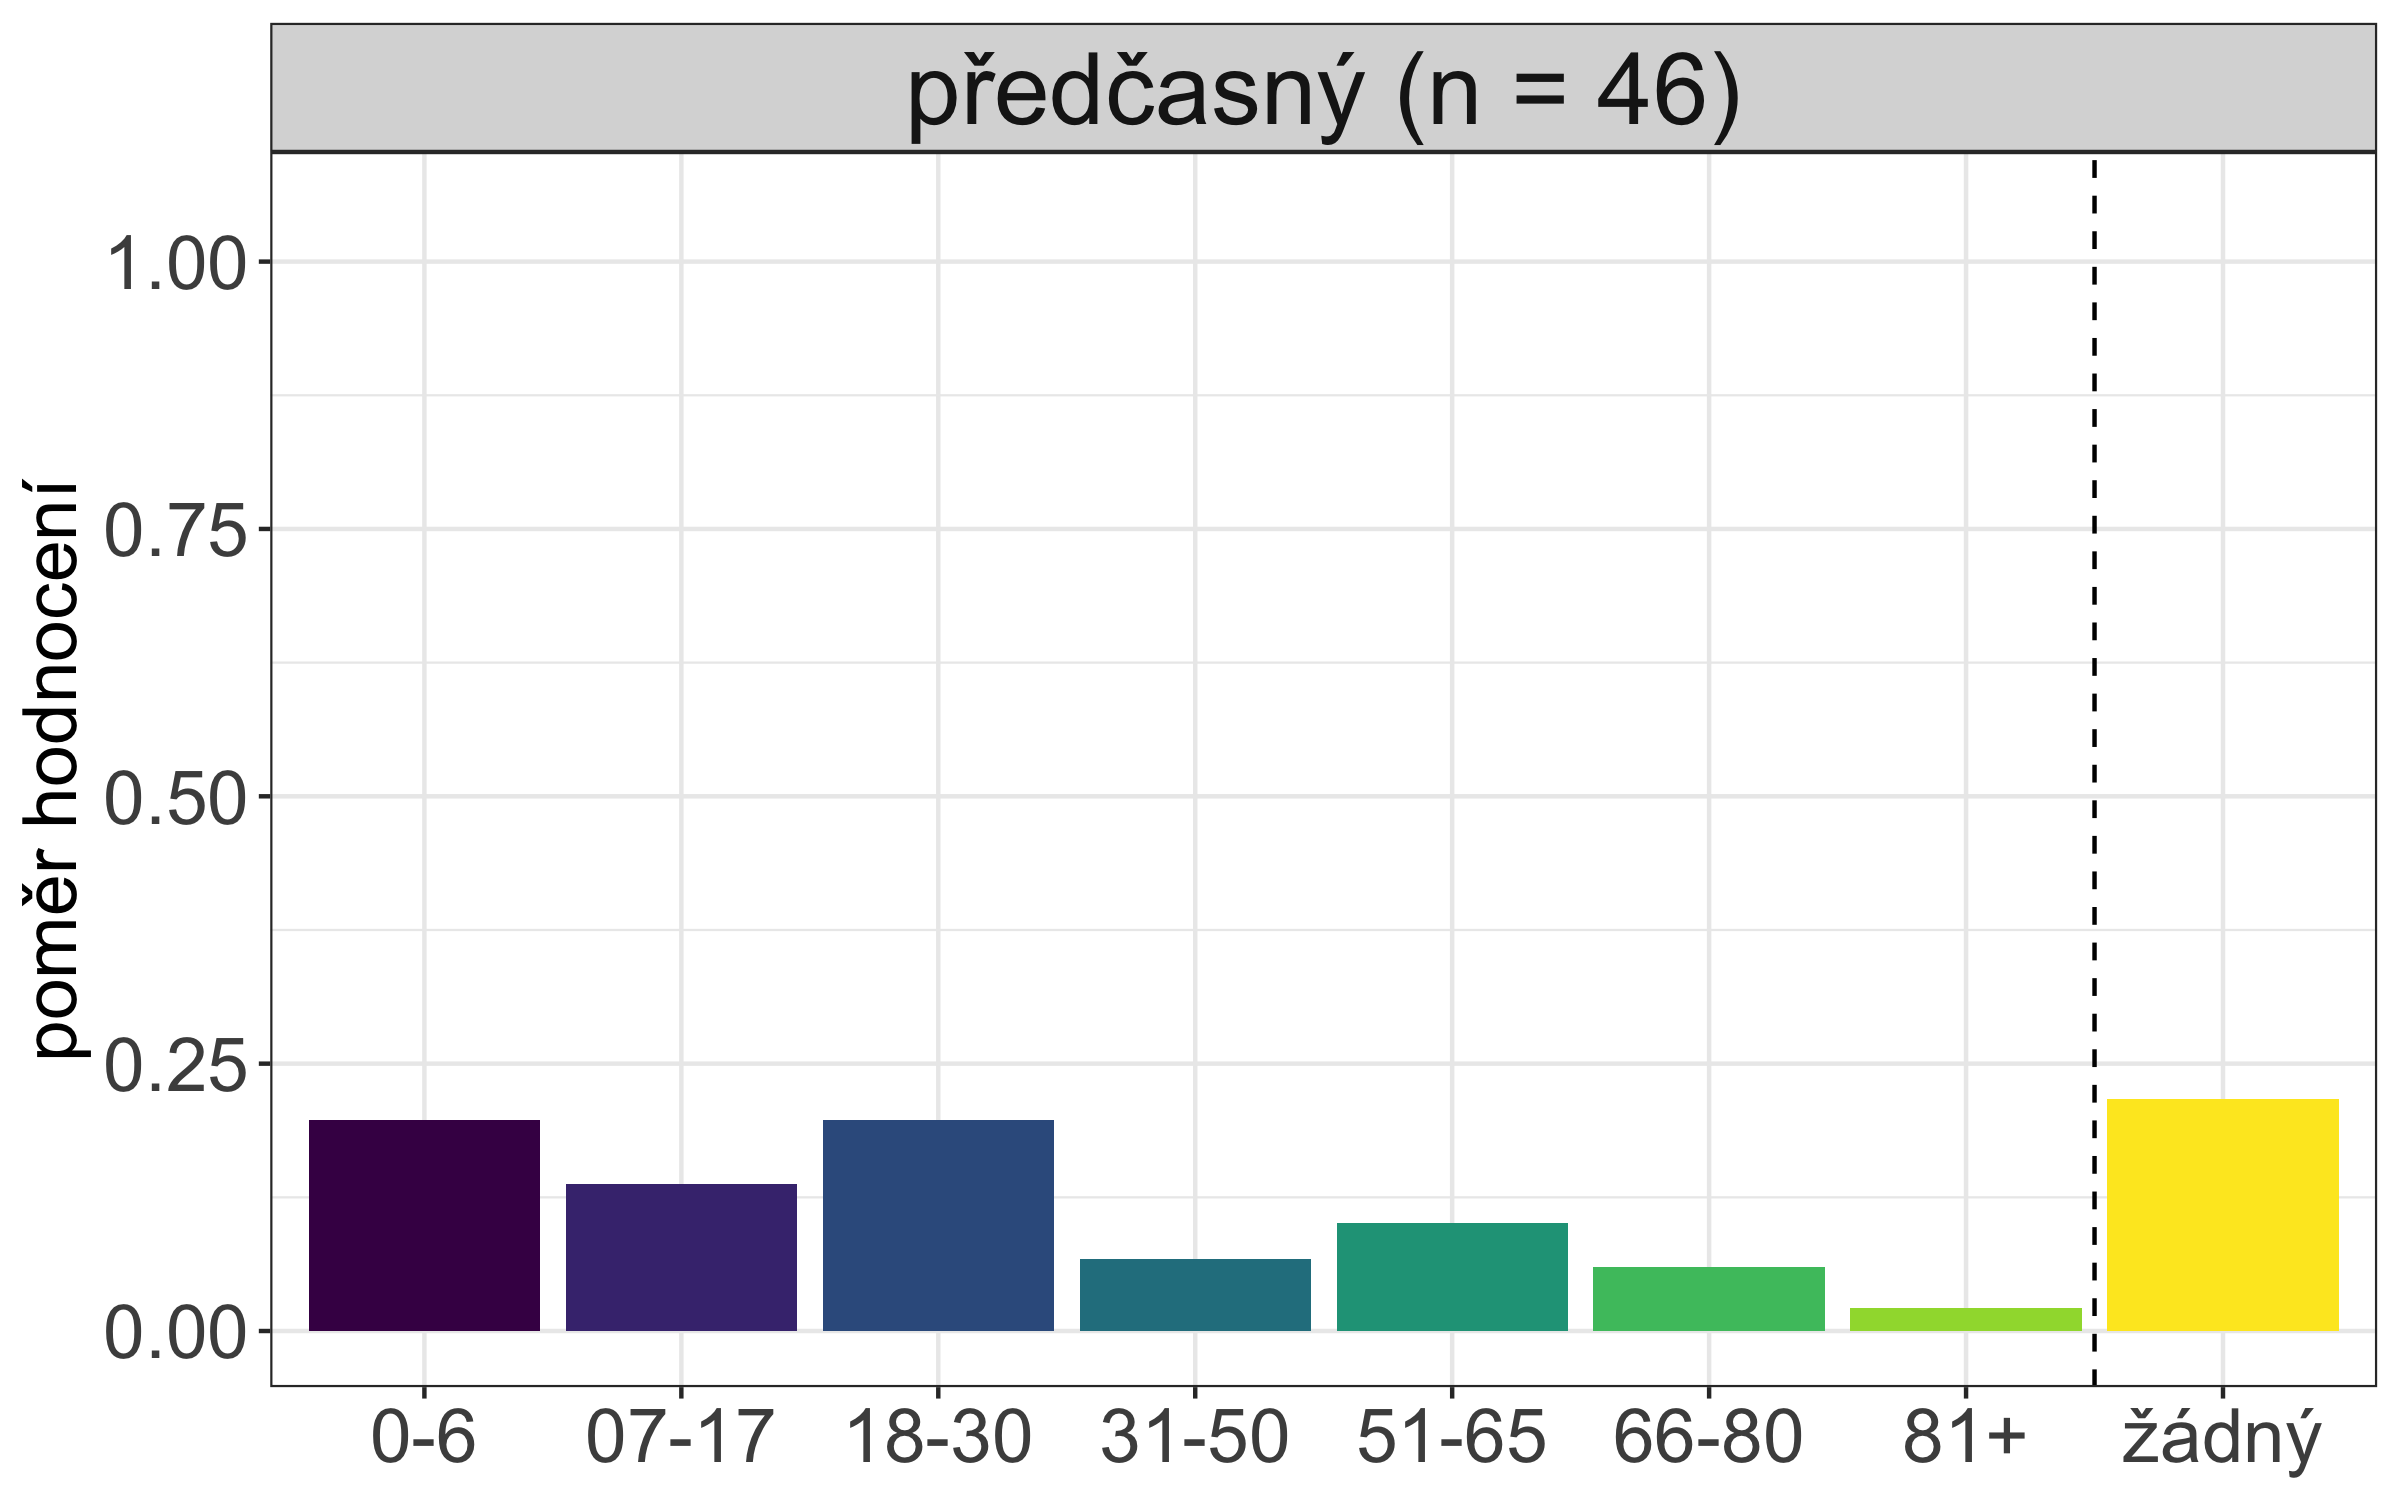 předčasný (n = 46)
poměr hodnocení
1.00
0.75
0.50
0.25
0.00
0-6 07-17 18-30 31-50 51-65 66-80 81+ žádný